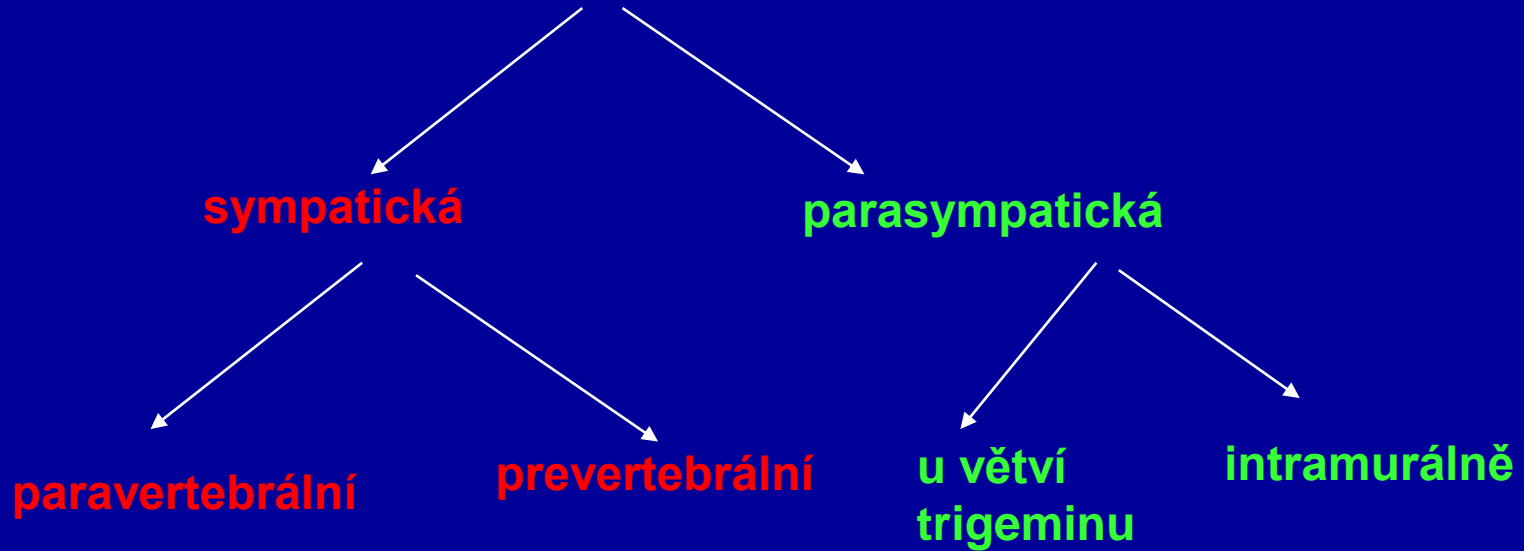 sympatická
parasympatická
paravertebrální
prevertebrální
u větví
trigeminu
intramurálně